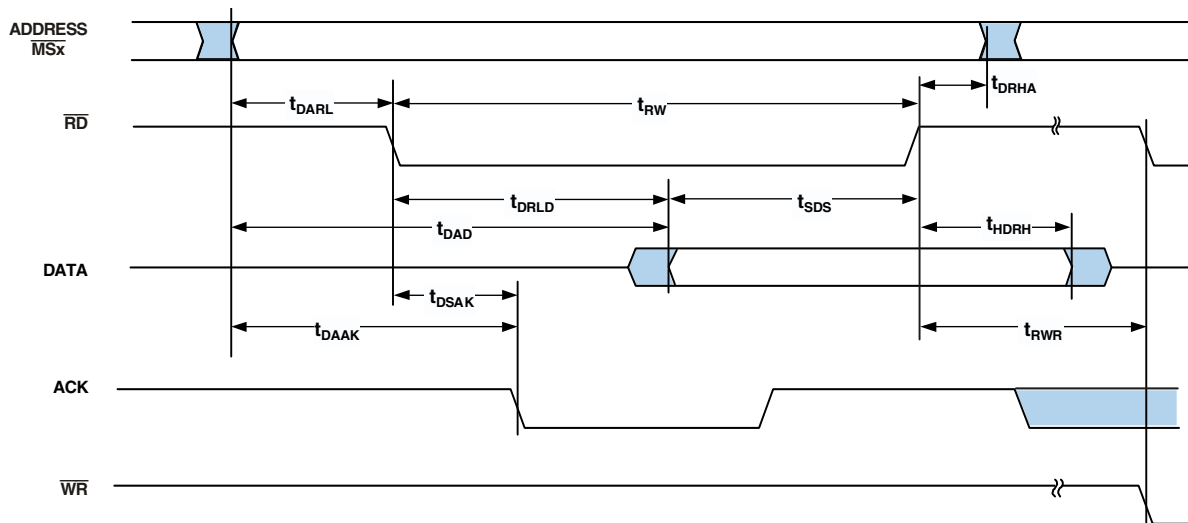 ADDRESS
MSx
tDARL
tRW
tDRHA
RD
tDRLD
tSDS
tDAD
tHDRH
DATA
tDSAK
tDAAK
tRWR
ACK
WR